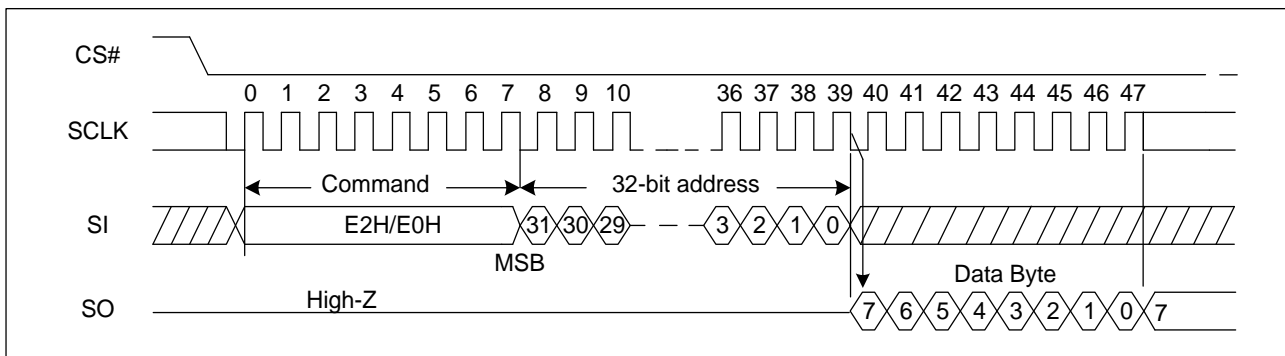 CS#
0 1 2 3 4 5 6 7 8 9 10 36 37 38 39 40 41 42 43 44 45 46 47
SCLK
Command 32-bit address
SI E2H/E0H 31 30 29 3 2 1 0
MSB Data Byte
High-Z
SO 7 6 5 4 3 2 1 0 7